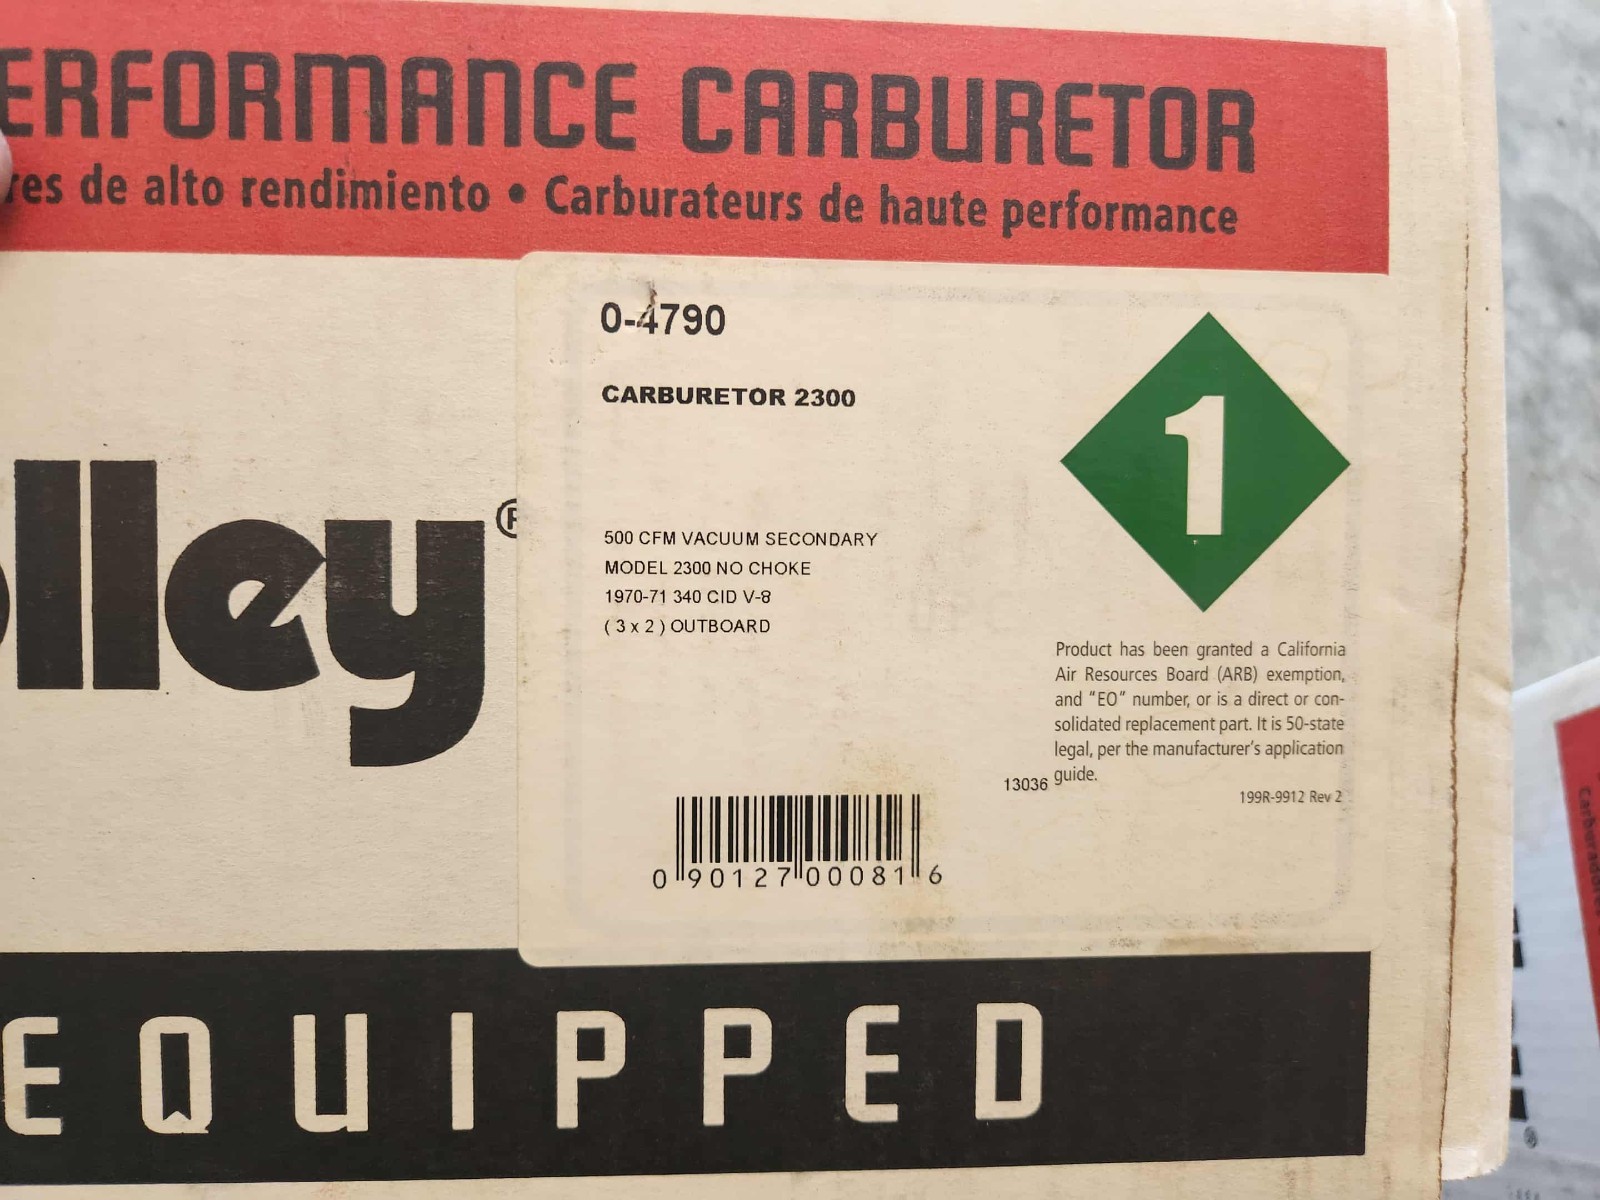 ERFORMANCE CARBURETOR
res de alto rendimiento • Carburateurs de haute performance
0-4790
CARBURETOR 2300
1
lley®
500 CFM VACUUM SECONDARY
MODEL 2300 NO CHOKE
1970-71 340 CID V-8
( 3 x 2 ) OUTBOARD
Product has been granted a California
Air Resources Board (ARB) exemption,
and "EO" number, or is a direct or con-
solidated replacement part. It is 50-state
legal, per the manufacturer's application
guide.
13036
199R-9912 Rev 2
0 90127 00081 6
EQUIPPED
Carburadores
®